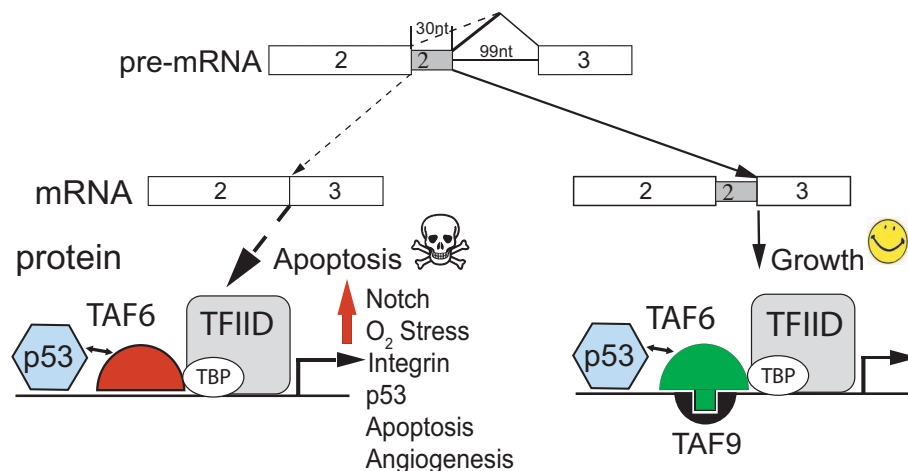 30nt
pre-mRNA 2 2 99nt 3
mRNA 2 3 2 2 3
protein
Apoptosis
Growth
Notch
O₂ Stress
Integrin
p53
Apoptosis
Angiogenesis
TAF6
TFIID
p53
TBP
TAF6
TFIID
p53
TBP
TAF9